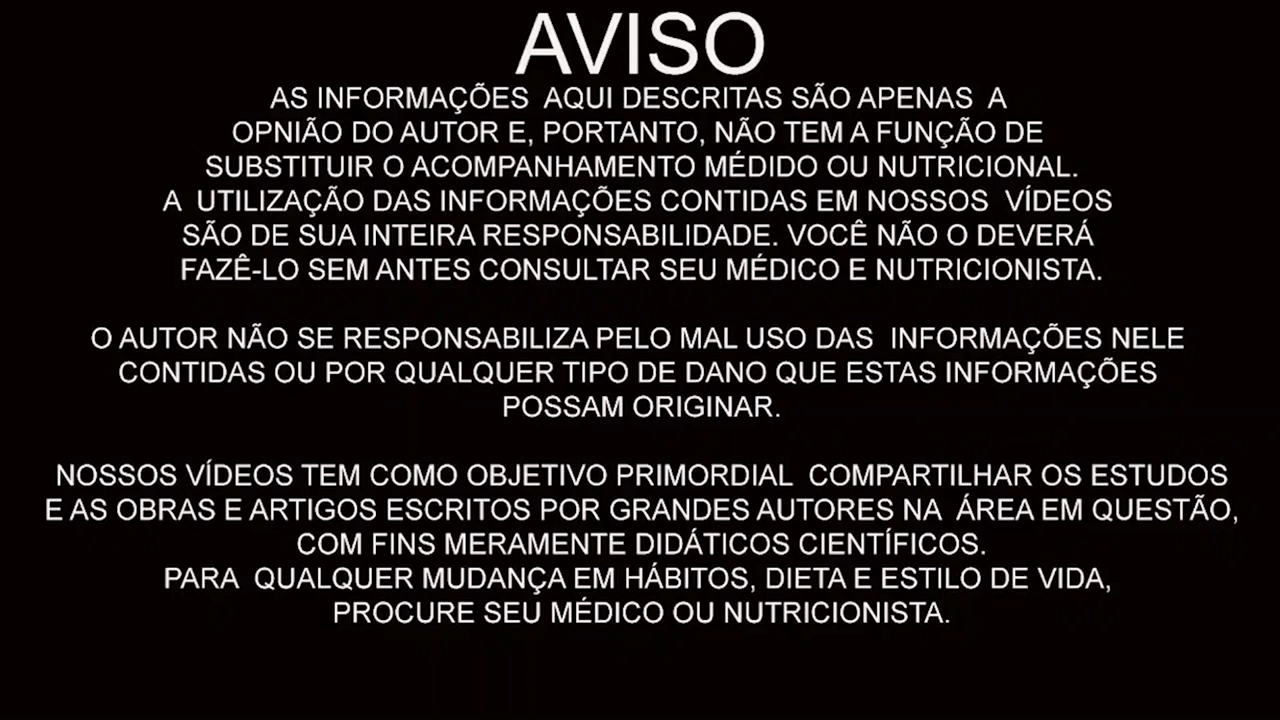 AVISO
AS INFORMAÇÕES AQUI DESCRITAS SÃO APENAS A
OPNIÃO DO AUTOR E, PORTANTO, NÃO TEM A FUNÇÃO DE
SUBSTITUIR O ACOMPANHAMENTO MÉDIDO OU NUTRICIONAL.
A UTILIZAÇÃO DAS INFORMAÇÕES CONTIDAS EM NOSSOS VÍDEOS
SÃO DE SUA INTEIRA RESPONSABILIDADE. VOCÊ NÃO O DEVERÁ
FAZÊ-LO SEM ANTES CONSULTAR SEU MÉDICO E NUTRICIONISTA.
O AUTOR NÃO SE RESPONSABILIZA PELO MAL USO DAS INFORMAÇÕES NELE
CONTIDAS OU POR QUALQUER TIPO DE DANO QUE ESTAS INFORMAÇÕES
POSSAM ORIGINAR.
NOSSOS VÍDEOS TEM COMO OBJETIVO PRIMORDIAL COMPARTILHAR OS ESTUDOS
E AS OBRAS E ARTIGOS ESCRITOS POR GRANDES AUTORES NA ÁREA EM QUESTÃO,
COM FINS MERAMENTE DIDÁTICOS CIENTÍFICOS.
PARA QUALQUER MUDANÇA EM HÁBITOS, DIETA E ESTILO DE VIDA,
PROCURE SEU MÉDICO OU NUTRICIONISTA.